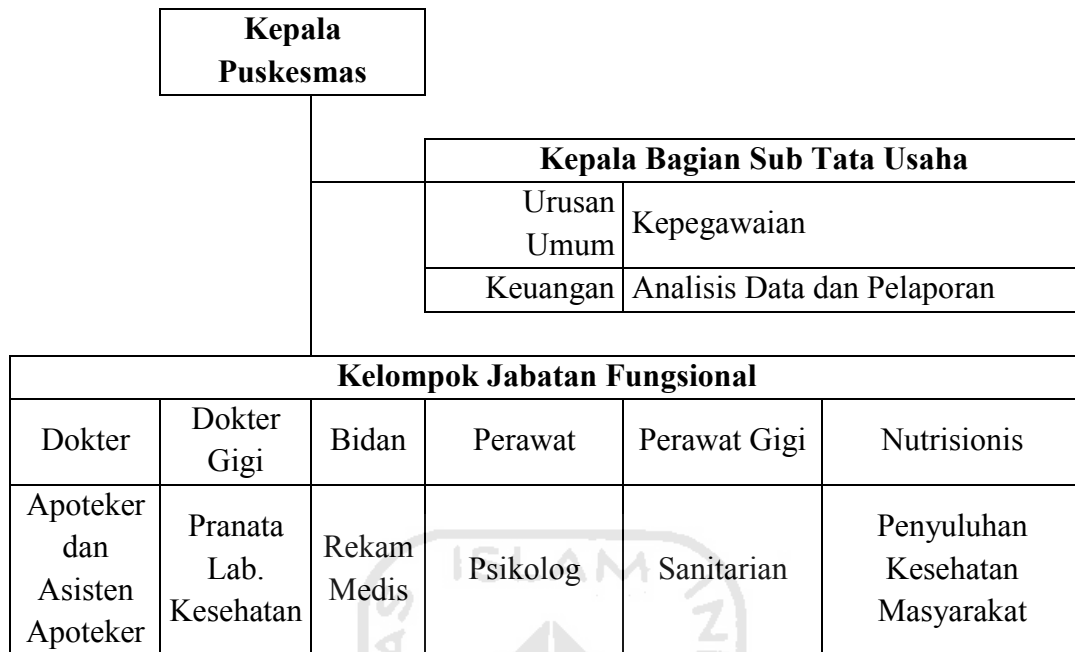 Kepala
Puskesmas
Kepala Bagian Sub Tata Usaha
Urusan
Umum
Kepegawaian
Keuangan
Analisis Data dan Pelaporan
Kelompok Jabatan Fungsional
Dokter
Dokter
Gigi
Bidan
Perawat
Perawat Gigi
Nutrisionis
Apoteker
dan
Asisten
Apoteker
Pranata
Lab.
Kesehatan
Rekam
Medis
Psikolog
Sanitarian
Penyuluhan
Kesehatan
Masyarakat
ISLAM